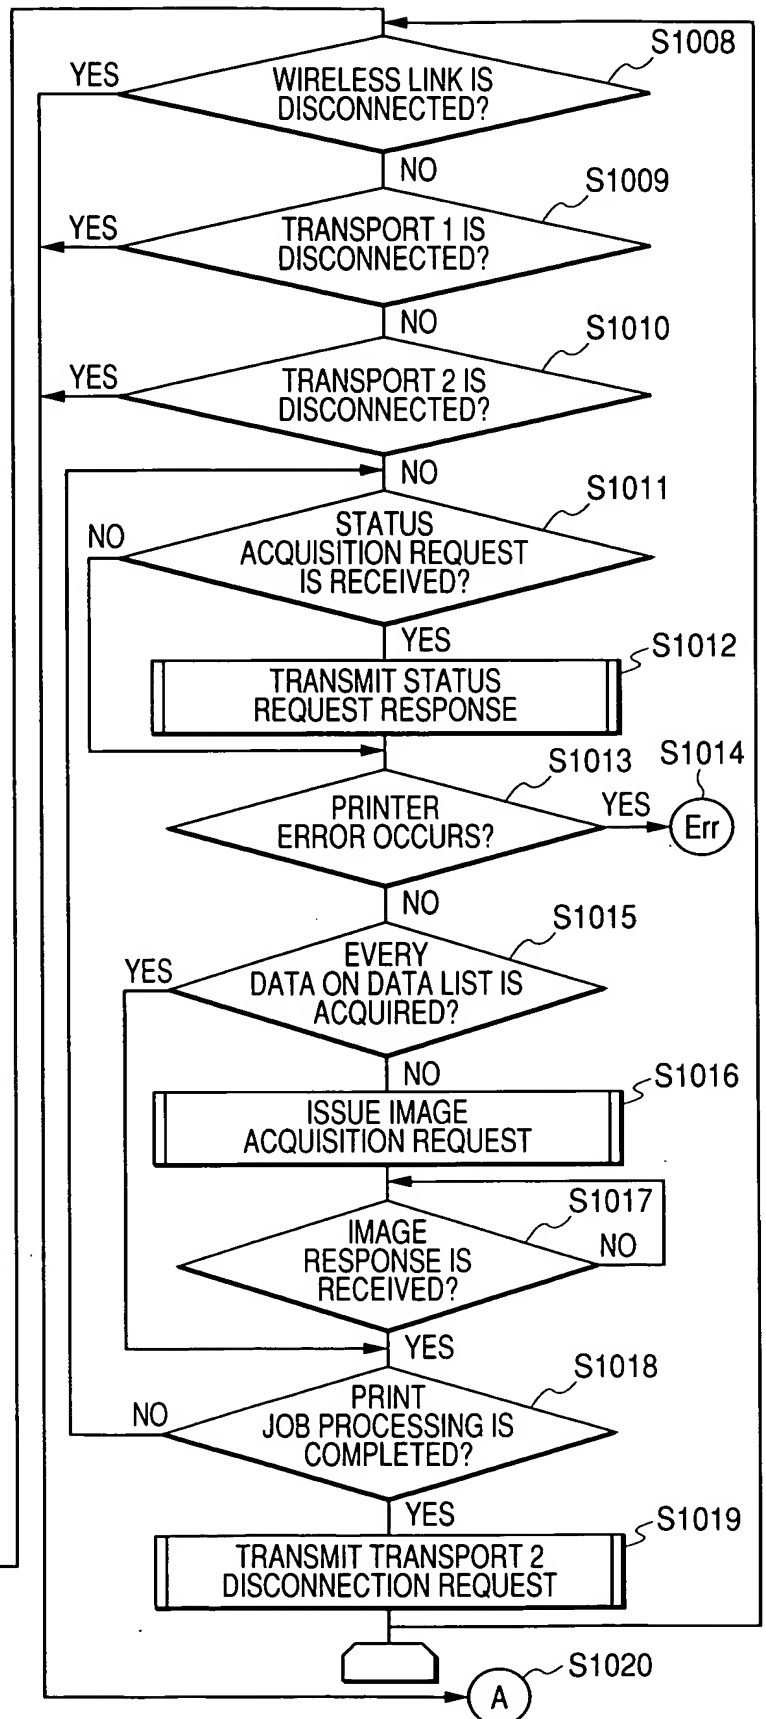 S1008
YES
WIRELESS LINK IS
DISCONNECTED?
NO
S1009
YES
TRANSPORT 1 IS
DISCONNECTED?
NO
S1010
YES
TRANSPORT 2 IS
DISCONNECTED?
NO
S1011
NO
STATUS
ACQUISITION REQUEST
IS RECEIVED?
YES
S1012
TRANSMIT STATUS
REQUEST RESPONSE
S1013
S1014
PRINTER
ERROR OCCURS?
YES
Err
NO
S1015
YES
EVERY
DATA ON DATA LIST IS
ACQUIRED?
NO
S1016
ISSUE IMAGE
ACQUISITION REQUEST
S1017
IMAGE
RESPONSE IS
RECEIVED?
NO
YES
S1018
NO
PRINT
JOB PROCESSING IS
COMPLETED?
YES
S1019
TRANSMIT TRANSPORT 2
DISCONNECTION REQUEST
S1020
A